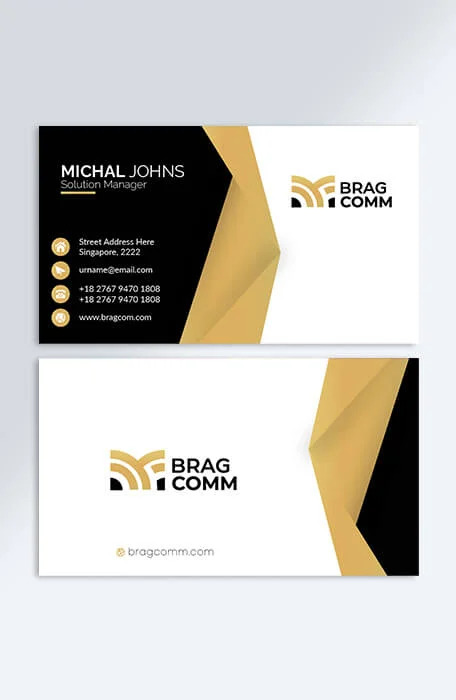 MICHAL JOHNS
Solution Manager
BRAG
COMM
Street Address Here
Singapore, 2222
urname@email.com
+18 2767 9470 1808
+18 2767 9470 1808
www.bragcom.com
BRAG
COMM
bragcomm.com